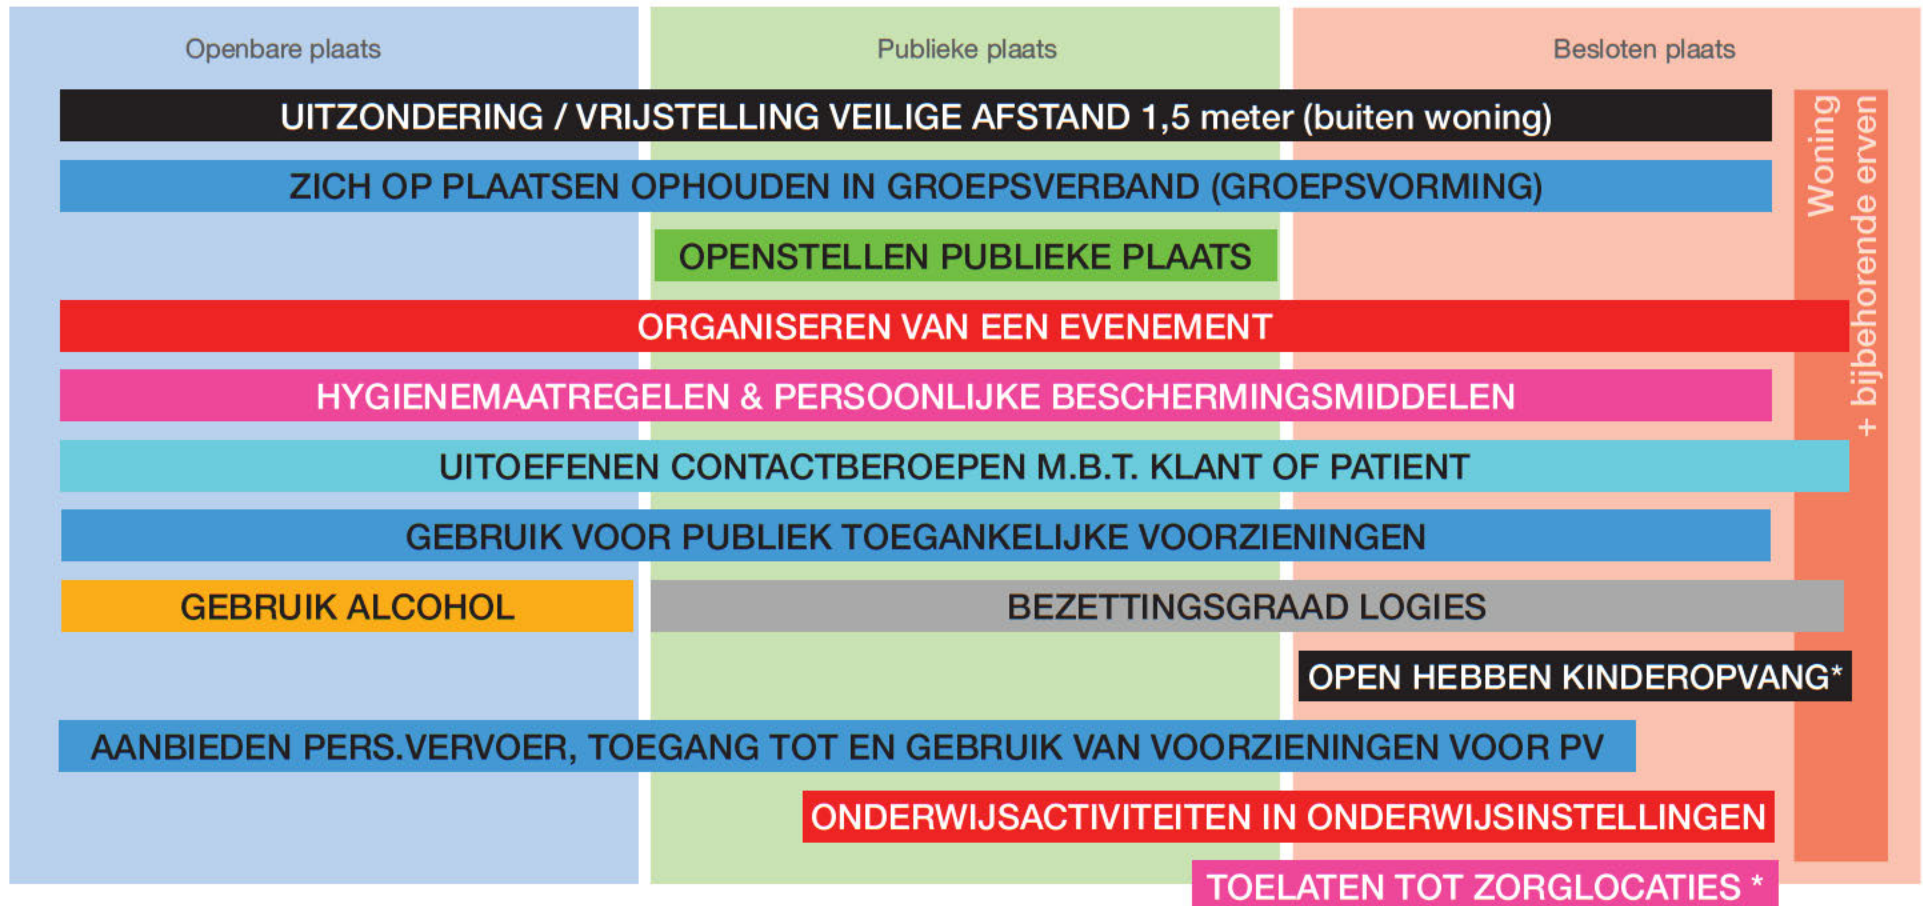 Openbare plaats
Publieke plaats
Besloten plaats
UITZONDERING / VRIJSTELLING VEILIGE AFSTAND 1,5 meter (buiten woning)
Woning
+ bijbehorende erven
ZICH OP PLAATSEN OPHOUDEN IN GROEPSVERBAND (GROEPSVORMING)
OPENSTELLEN PUBLIEKE PLAATS
ORGANISEREN VAN EEN EVENEMENT
HYGIENEMAATREGELEN & PERSOONLIJKE BESCHERMINGSMIDDELEN
UITOEFENEN CONTACTBEROEPEN M.B.T. KLANT OF PATIENT
GEBRUIK VOOR PUBLIEK TOEGANKELIJKE VOORZIENINGEN
GEBRUIK ALCOHOL
BEZETTINGSGRAAD LOGIES
OPEN HEBBEN KINDEROPVANG*
AANBIEDEN PERS.VERVOER, TOEGANG TOT EN GEBRUIK VAN VOORZIENINGEN VOOR PV
ONDERWIJSACTIVITEITEN IN ONDERWIJSINSTELLINGEN
TOELATEN TOT ZORGLOCATIES *